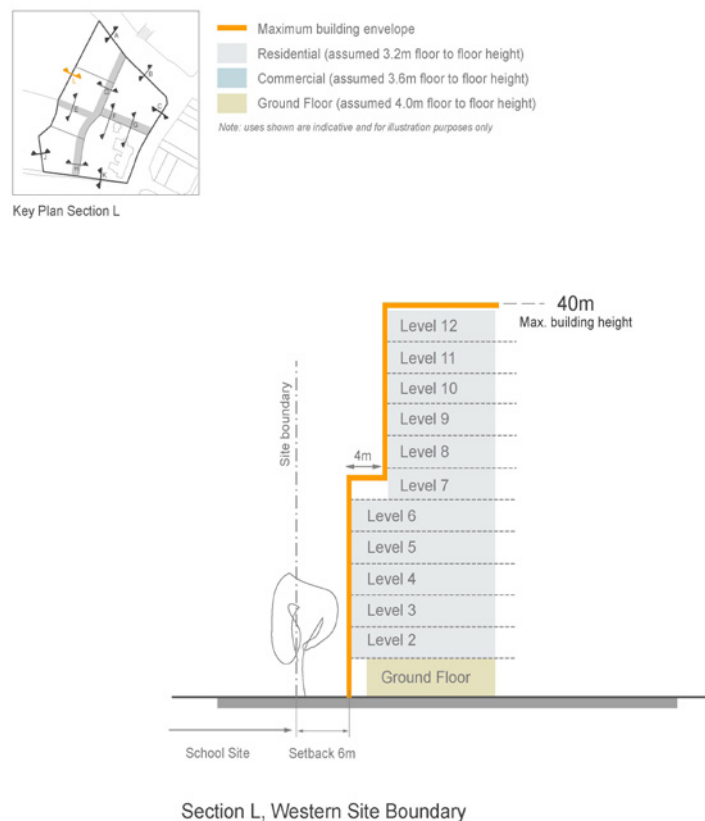 Maximum building envelope
Residential (assumed 3.2m floor to floor height)
Commercial (assumed 3.6m floor to floor height)
Ground Floor (assumed 4.0m floor to floor height)
Note: uses shown are indicative and for illustration purposes only
A
B
C
E
G
H
K
Key Plan Section L
40m
Max. building height
Level 12
Level 11
Level 10
Level 9
Level 8
Level 7
4m
Site boundary
Level 6
Level 5
Level 4
Level 3
Level 2
Ground Floor
School Site
Setback 6m
Section L, Western Site Boundary